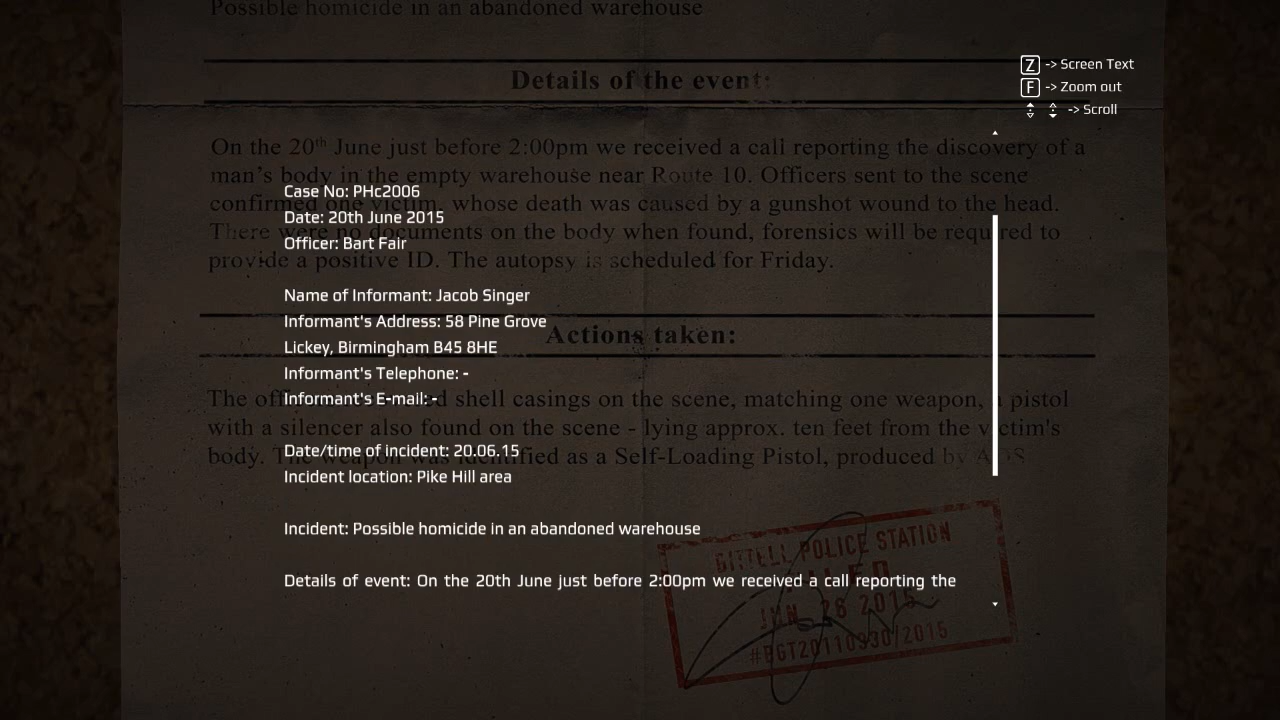 Possible homicide in an abandoned warehouse
Details of the event:
Z -> Screen Text
F -> Zoom out
-> Scroll
On the 20th June just before 2:00pm we received a call reporting the discovery of a
man's body in the empty warehouse near Route 10. Officers sent to the scene
confirmed one victim, whose death was caused by a gunshot wound to the head.
There were no documents on the body when found, forensics will be required to
provide a positive ID. The autopsy is scheduled for Friday.
Actions taken:
The shell casings on the scene, matching one weapon, a pistol
with a silencer also found on the scene - lying approx. ten feet from the victim's
body. The weapon was identified as a Self-Loading Pistol, produced by
Case No: PHc2006
Date: 20th June 2015
Officer: Bart Fair
Name of Informant: Jacob Singer
Informant's Address: 58 Pine Grove
Lickey, Birmingham B45 8HE
Informant's Telephone: -
Informant's E-mail: -
Date/time of incident: 20.06.15
Incident location: Pike Hill area
Incident: Possible homicide in an abandoned warehouse
Details of event: On the 20th June just before 2:00pm we received a call reporting the
POLICE STATION
2015